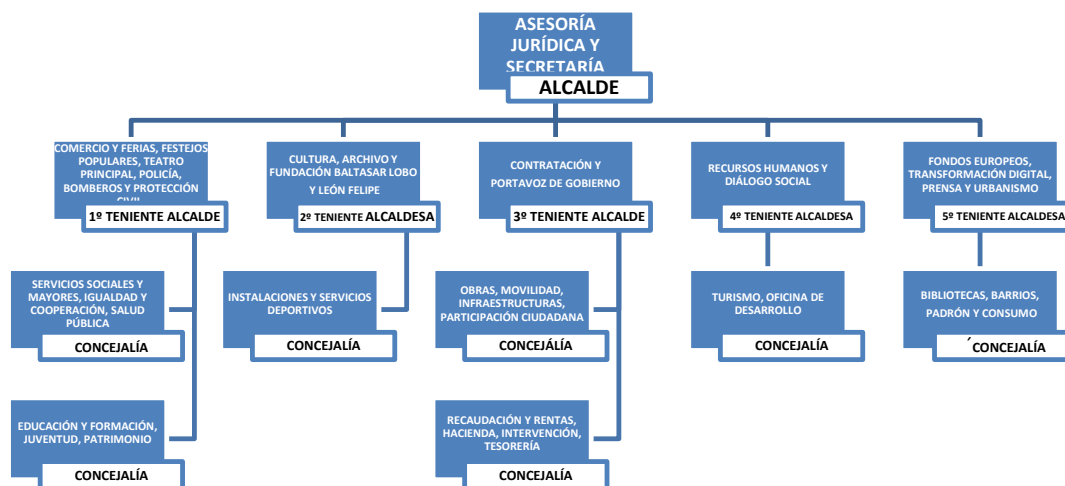 ASESORÍA
JURÍDICA Y
SECRETARÍA
ALCALDE
COMERCIO Y FERIAS, FESTEJOS
POPULARES, TEATRO
PRINCIPAL, POLICÍA,
BOMBEROS Y PROTECCIÓN
CIVIL
1º TENIENTE ALCALDE
CULTURA, ARCHIVO Y
FUNDACIÓN BALTASAR LOBO
Y LEÓN FELIPE
2º TENIENTE ALCALDESA
CONTRATACIÓN Y
PORTAVOZ DE GOBIERNO
3º TENIENTE ALCALDE
RECURSOS HUMANOS Y
DIÁLOGO SOCIAL
4º TENIENTE ALCALDESA
FONDOS EUROPEOS,
TRANSFORMACIÓN DIGITAL,
PRENSA Y URBANISMO
5º TENIENTE ALCALDESA
SERVICIOS SOCIALES Y
MAYORES, IGUALDAD Y
COOPERACIÓN, SALUD
PÚBLICA
CONCEJALÍA
INSTALACIONES Y SERVICIOS
DEPORTIVOS
CONCEJALÍA
OBRAS, MOVILIDAD,
INFRAESTRUCTURAS,
PARTICIPACIÓN CIUDADANA
CONCEJÁLÍA
TURISMO, OFICINA DE
DESARROLLO
CONCEJALÍA
BIBLIOTECAS, BARRIOS,
PADRÓN Y CONSUMO
´CONCEJALÍA
EDUCACIÓN Y FORMACIÓN,
JUVENTUD, PATRIMONIO
CONCEJALÍA
RECAUDACIÓN Y RENTAS,
HACIENDA, INTERVENCIÓN,
TESORERÍA
CONCEJALÍA